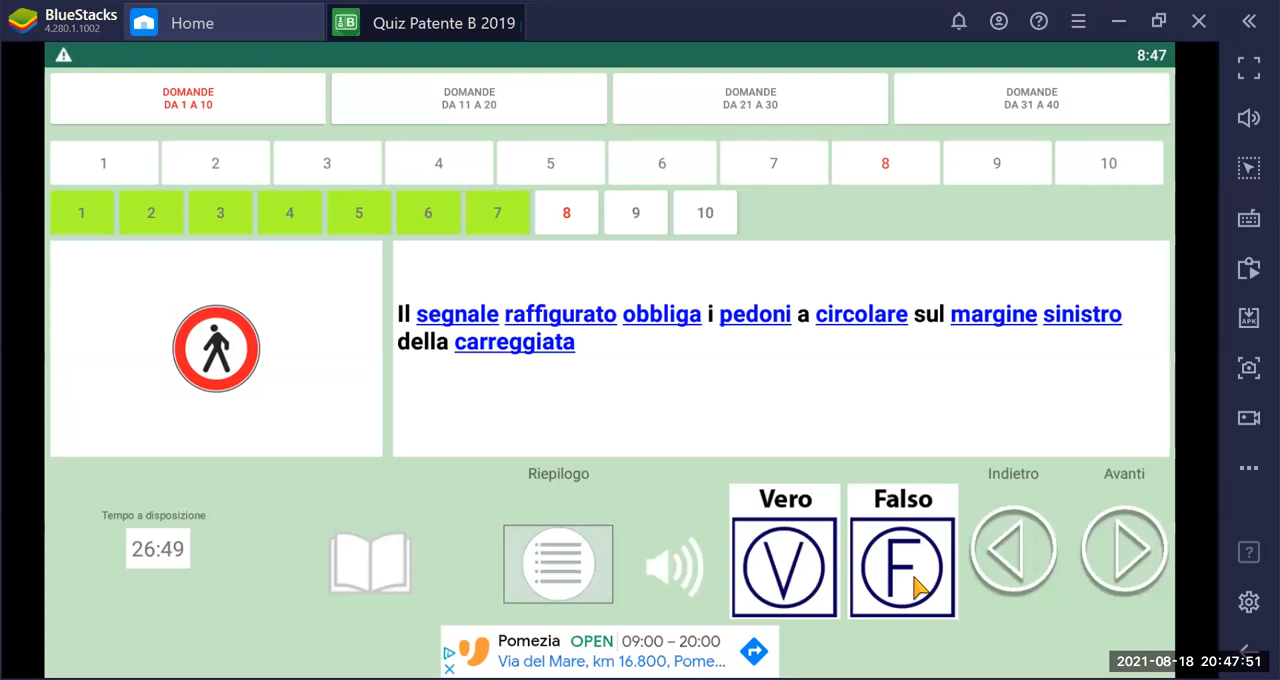 BlueStacks
4.280.1.1002
Home
Quiz Patente B 2019
8:47
DOMANDE
DA 1 A 10
DOMANDE
DA 11 A 20
DOMANDE
DA 21 A 30
DOMANDE
DA 31 A 40
1 2 3 4 5 6 7 8 9 10
1 2 3 4 5 6 7 8 9 10
Il segnale raffigurato obbliga i pedoni a circolare sul margine sinistro
della carreggiata
Riepilogo
Indietro
Avanti
Tempo a disposizione
26:49
Vero
V
Falso
F
Pomezia OPEN 09:00 – 20:00
Via del Mare, km 16.800, Pome...
2021-08-18 20:47:51